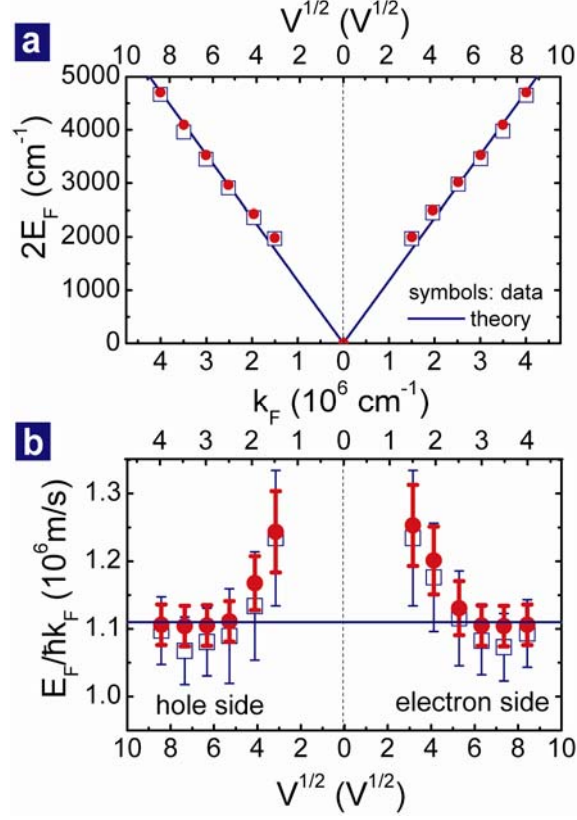 V^1/2 (V^1/2)
a
10 8 6 4 2 0 2 4 6 8 10
5000
4000
3000
2000
1000
0
2E_F (cm^-1)
symbols: data
theory
4 3 2 1 0 1 2 3 4
k_F (10^6 cm^-1)
b
4 3 2 1 0 1 2 3 4
1.3
1.2
1.1
1.0
E_F/ħk_F (10^6m/s)
hole side
electron side
10 8 6 4 2 0 2 4 6 8 10
V^1/2 (V^1/2)